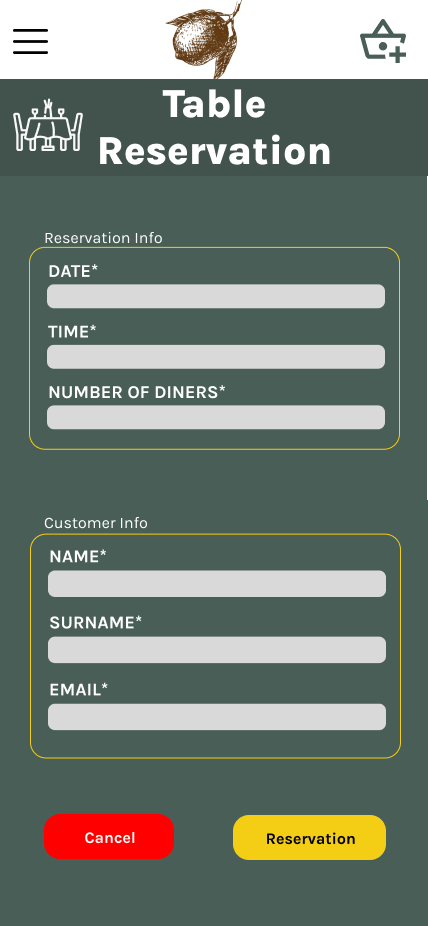 Table
Reservation
Reservation Info
DATE*
TIME*
NUMBER OF DINERS*
Customer Info
NAME*
SURNAME*
EMAIL*
Cancel
Reservation